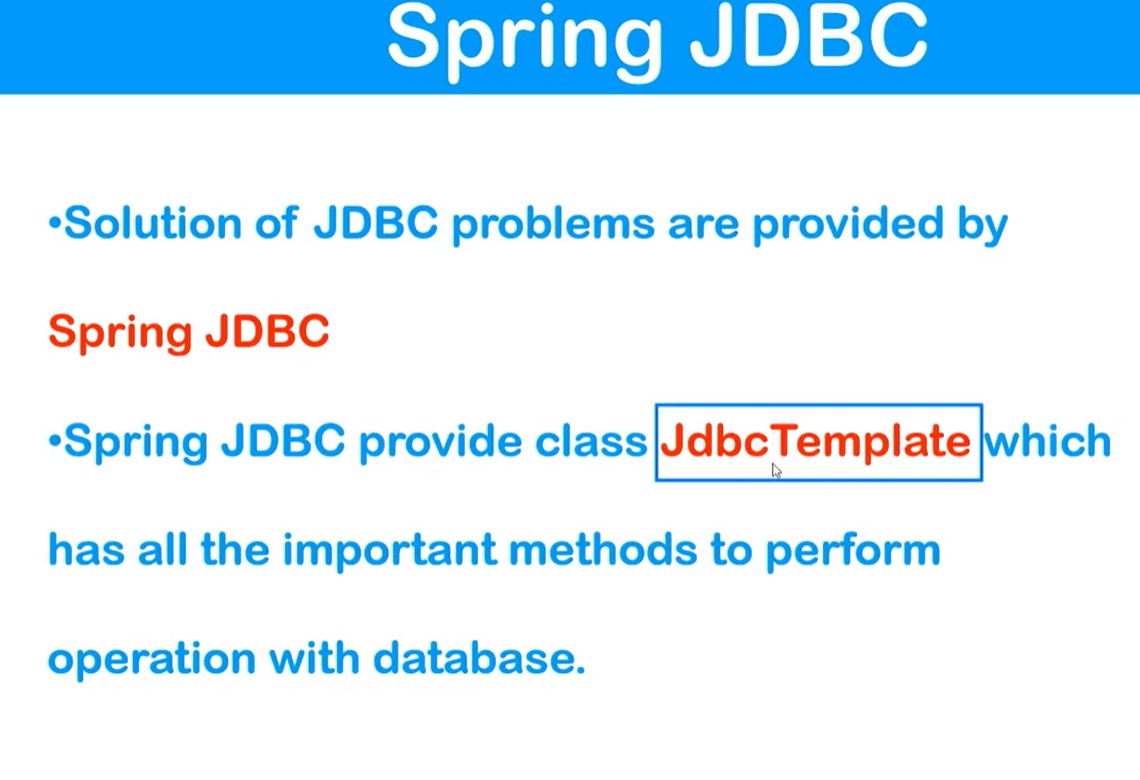 Spring JDBC
•Solution of JDBC problems are provided by
Spring JDBC
•Spring JDBC provide class JdbcTemplate which
has all the important methods to perform
operation with database.